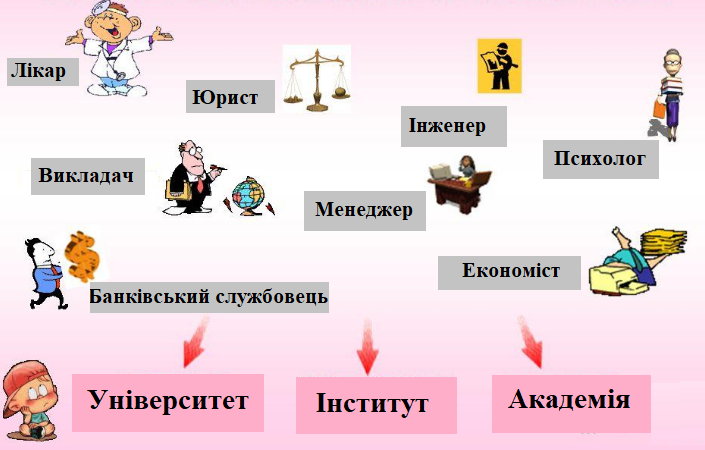 Лікар
Юрист
Інженер
Психолог
Викладач
Менеджер
Економіст
Банківський службовець
Університет
Інститут
Академія